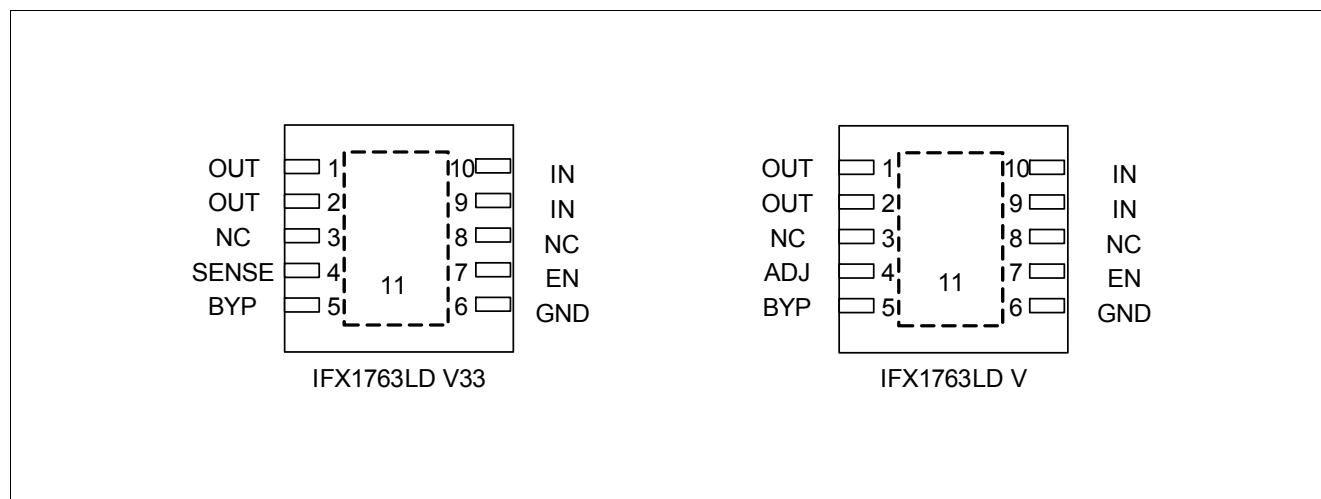 OUT 1 10 IN
OUT 2 9 IN
NC 3 8 NC
SENSE 4 7 EN
BYP 5 6 GND
11
IFX1763LD V33
OUT 1 10 IN
OUT 2 9 IN
NC 3 8 NC
ADJ 4 7 EN
BYP 5 6 GND
11
IFX1763LD V